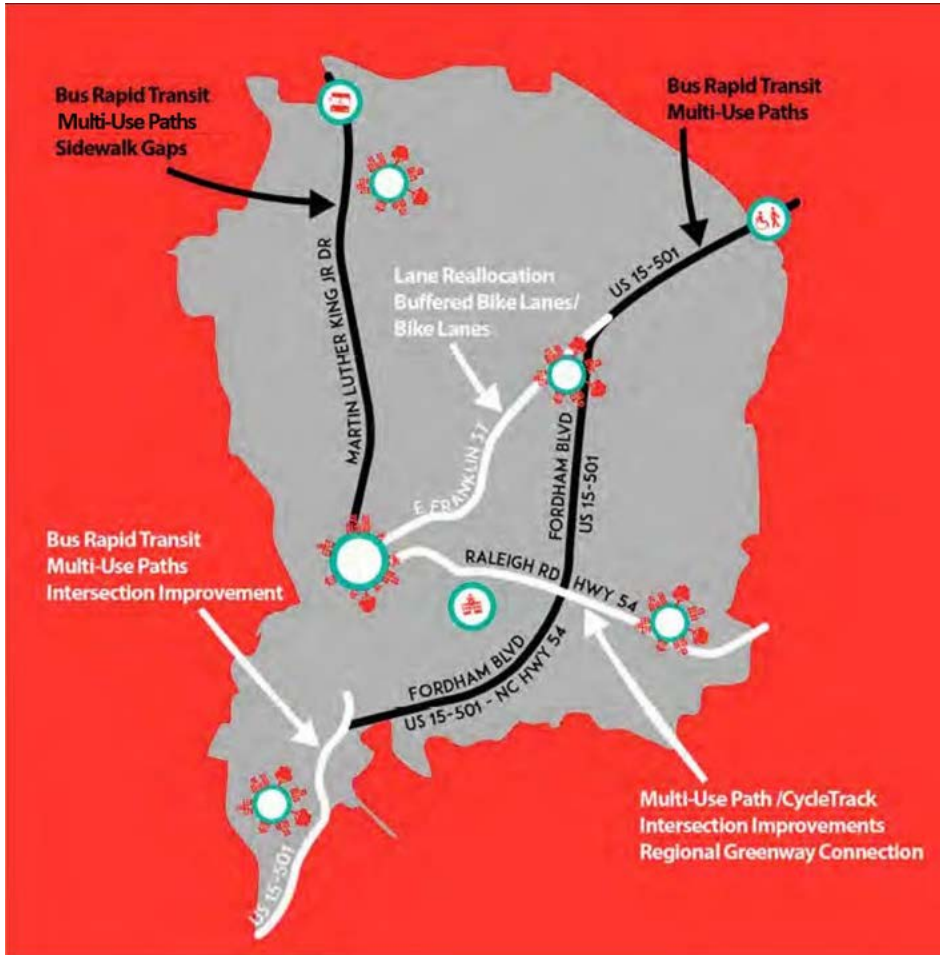 Bus Rapid Transit
Multi-Use Paths
Sidewalk Gaps
Bus Rapid Transit
Multi-Use Paths
MARTIN LUTHER KING JR DR
US 15-501
Lane Reallocation
Buffered Bike Lanes/
Bike Lanes
E. FRANKLIN ST
FORDHAM BLVD
US 15-501
RALEIGH RD HWY 54
Bus Rapid Transit
Multi-Use Paths
Intersection Improvement
FORDHAM BLVD
US 15-501 - NC HWY 54
US 15-501
Multi-Use Path /CycleTrack
Intersection Improvements
Regional Greenway Connection